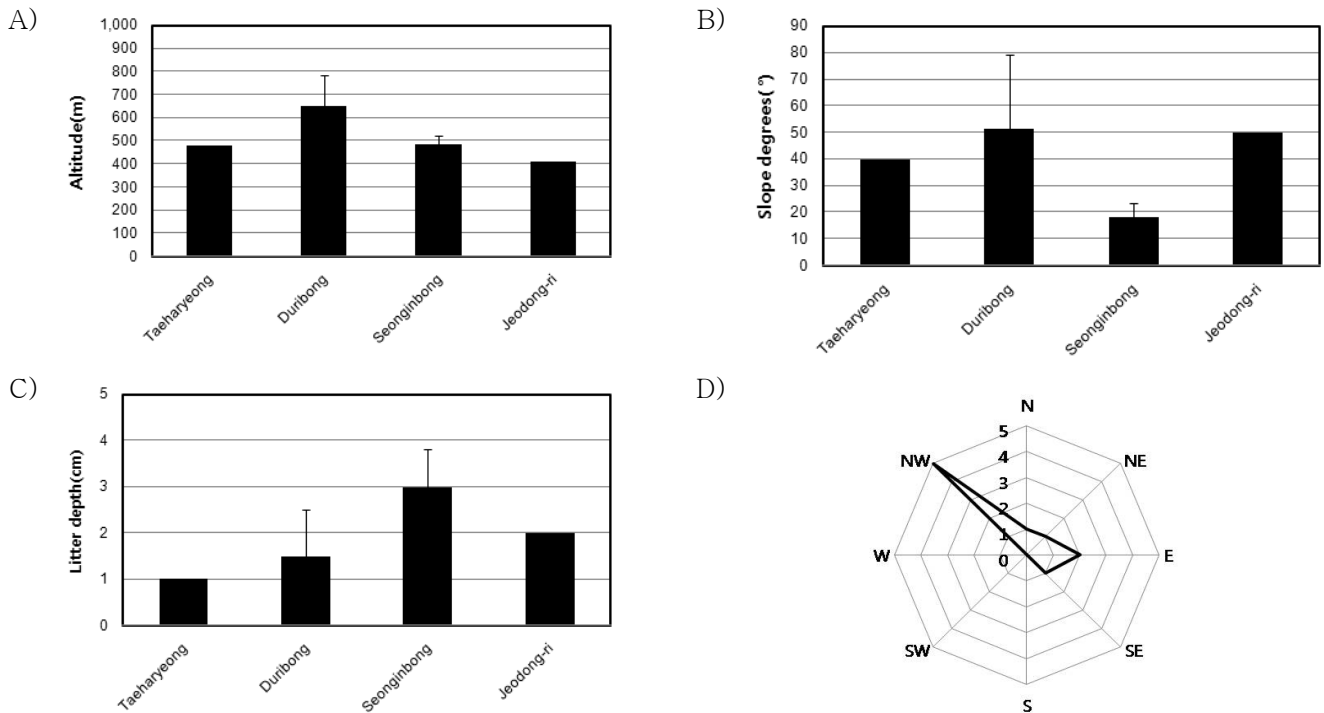 A)
Altitude(m)
1,000
900
800
700
600
500
400
300
200
100
0
Taeharyeong
Duribong
Seonginbong
Jeodong-ri
B)
Slope degrees(°)
90
80
70
60
50
40
30
20
10
0
Taeharyeong
Duribong
Seonginbong
Jeodong-ri
C)
Litter depth(cm)
5
4
3
2
1
0
Taeharyeong
Duribong
Seonginbong
Jeodong-ri
D)
N
NE
E
SE
S
SW
W
NW
5
4
3
2
1
0